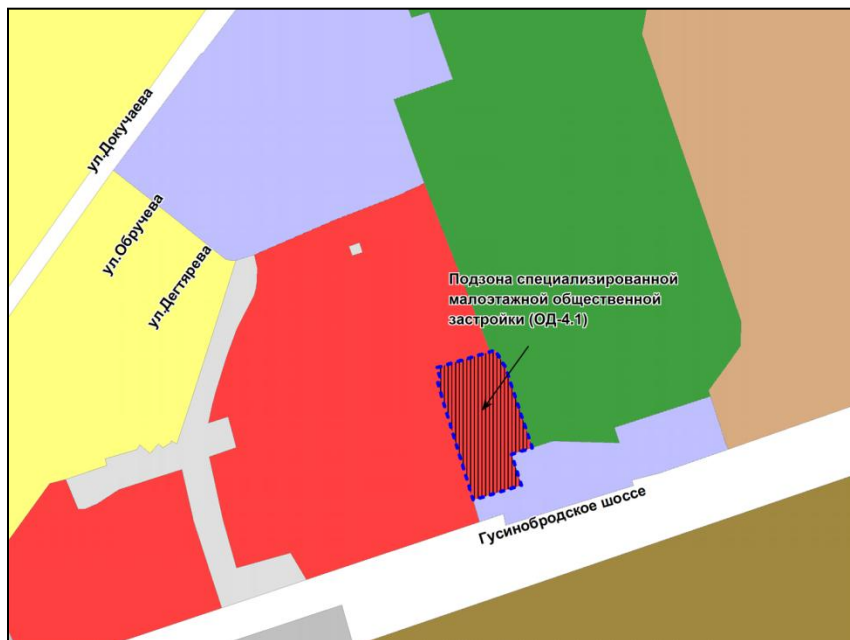 ул.Докучаева
ул.Обручева
ул.Дегтярева
Подзона специализированной
малоэтажной общественной
застройки (ОД-4.1)
Гусинобродское шоссе